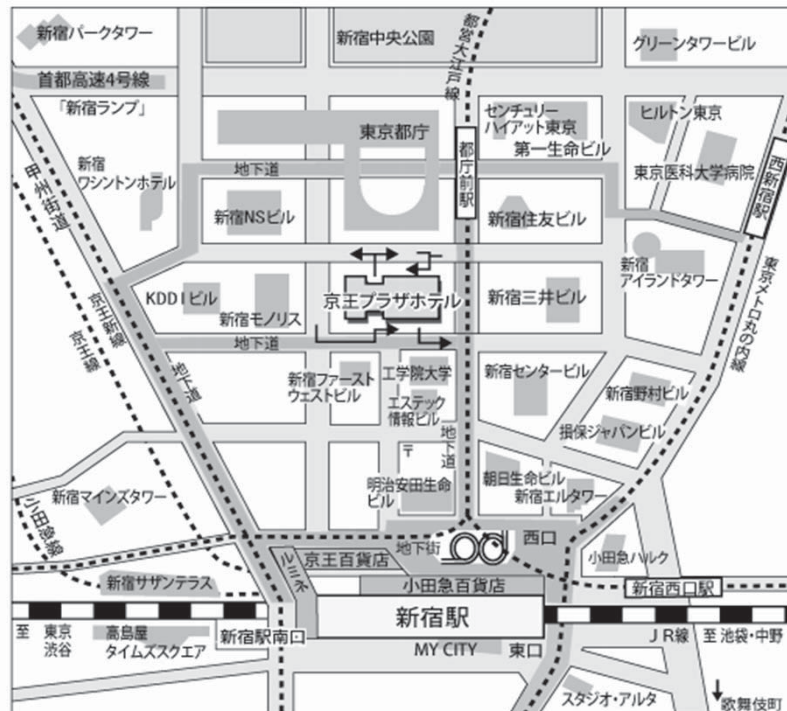 新宿パークタワー
新宿中央公園
都営大江戸線
グリーンタワービル
首都高速4号線
「新宿ランプ」
東京都庁
センチュリー
ハイアット東京
ヒルトン東京
第一生命ビル
東京医科大学病院
西新宿駅
甲州街道
新宿
ワシントンホテル
地下道
都庁前駅
新宿NSビル
新宿住友ビル
新宿
アイランドタワー
東京メトロ丸の内線
KDDIビル
新宿モノリス
京王プラザホテル
新宿三井ビル
京王新線
京王線
地下道
地下道
新宿ファースト
ウェストビル
工学院大学
エステック
情報ビル
新宿センタービル
新宿野村ビル
損保ジャパンビル
地下道
〒
明治安田生命
ビル
朝日生命ビル
新宿エルタワー
新宿マインズタワー
小田急線
地下街
西口
小田急ハルク
京王百貨店
ルミネ
小田急百貨店
新宿西口駅
新宿サザンテラス
新宿駅
至 東京
渋谷
高島屋
タイムズスクエア
新宿駅南口
MY CITY
東口
JR線
至 池袋・中野
スタジオ・アルタ
歌舞伎町